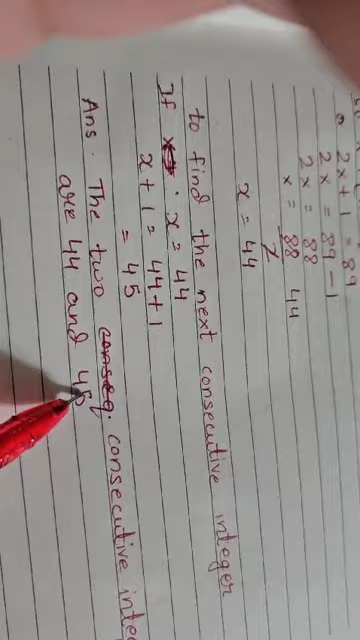 2x + 1 = 89
2x = 89 - 1
2x = 88
x = 88 44
2
x = 44
to find the next consecutive integer
If x = 44
x + 1 = 44 + 1
= 45
Ans. The two conseq. consecutive
are 44 and 45